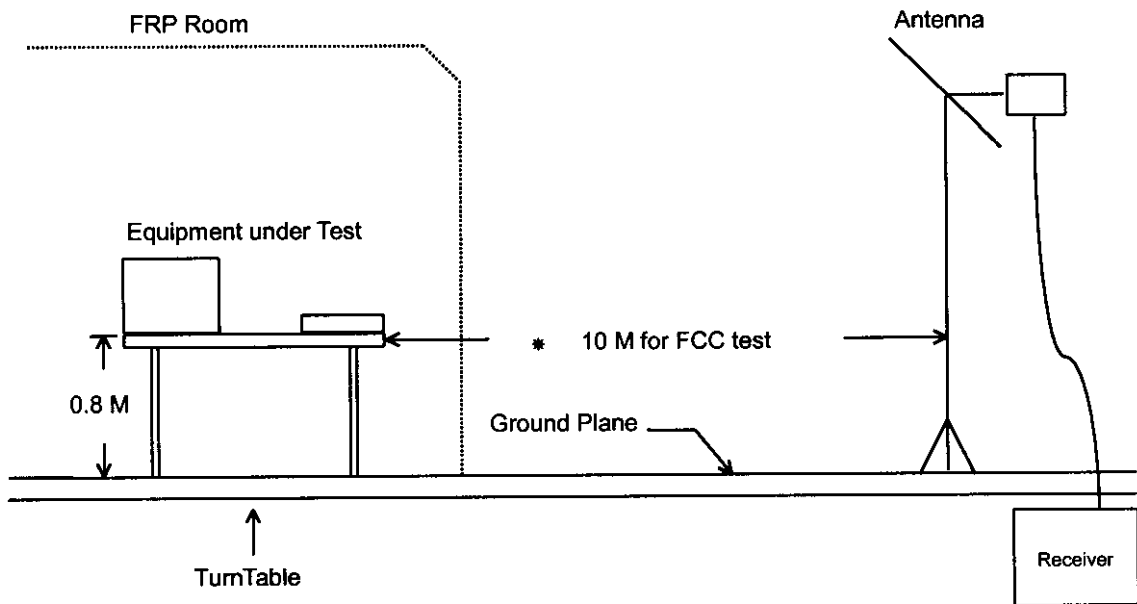 FRP Room
Antenna
Equipment under Test
* 10 M for FCC test
0.8 M
Ground Plane
TurnTable
Receiver